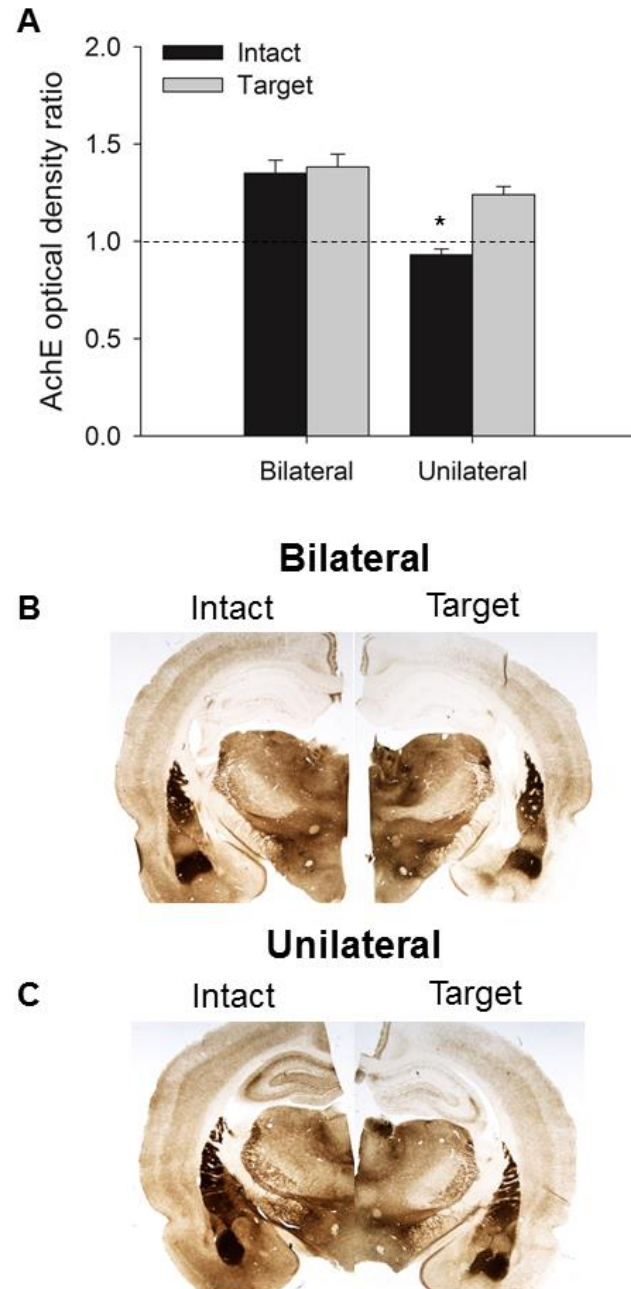 A
2.0
Intact
Target
1.5
*
1.0
0.5
0.0
AchE optical density ratio
Bilateral Unilateral
Bilateral
B Intact Target
Unilateral
C Intact Target